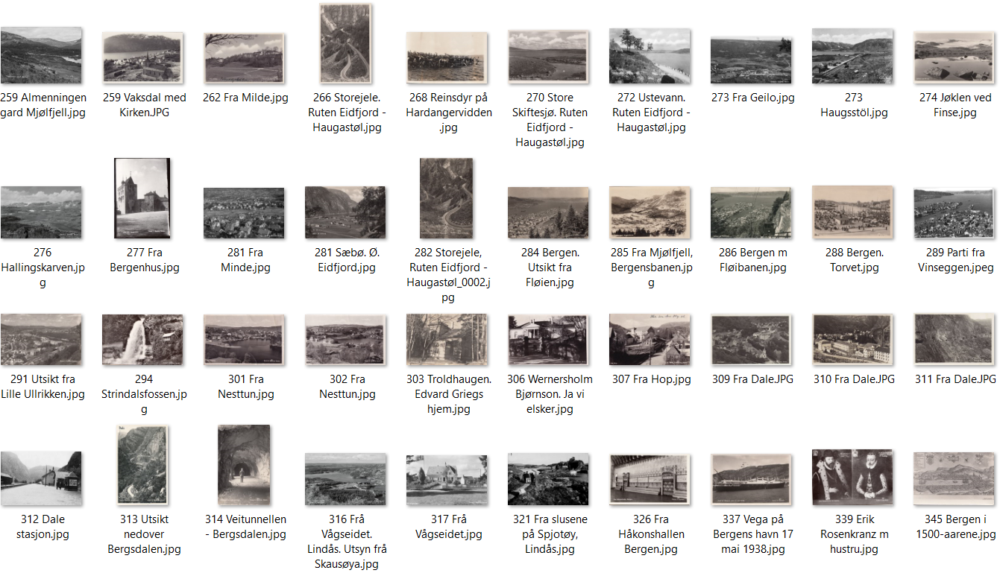 259 Almenningen
gard Mjølfjell.jpg
259 Vaksdal med
Kirken.JPG
262 Fra Milde.jpg
266 Storejele.
Ruten Eidfjord -
Haugastøl.jpg
268 Reinsdyr på
Hardangervidden
.jpg
270 Store
Skiftesjø. Ruten
Eidfjord -
Haugastøl.jpg
272 Ustevann.
Ruten Eidfjord -
Haugastøl.jpg
273 Fra Geilo.jpg
273
Haugsstöl.jpg
274 Jøklen ved
Finse.jpg
276
Hallingskarven.jp
g
277 Fra
Bergenhus.jpg
281 Fra
Minde.jpg
281 Sæbø. Ø.
Eidfjord.jpg
282 Storejele,
Ruten Eidfjord -
Haugastøl_0002.j
pg
284 Bergen.
Utsikt fra
Fløien.jpg
285 Fra Mjølfjell,
Bergensbanen.jp
g
286 Bergen m
Fløibanen.jpg
288 Bergen.
Torvet.jpg
289 Parti fra
Vinseggen.jpeg
291 Utsikt fra
Lille Ullrikken.jpg
294
Strindalsfossen.jp
g
301 Fra
Nesttun.jpg
302 Fra
Nesttun.jpg
303 Troldhaugen.
Edvard Griegs
hjem.jpg
306 Wernersholm
Bjørnson. Ja vi
elsker.jpg
307 Fra Hop.jpg
309 Fra Dale.JPG
310 Fra Dale.JPG
311 Fra Dale.JPG
312 Dale
stasjon.jpg
313 Utsikt
nedover
Bergsdalen.jpg
314 Veitunnellen
- Bergsdalen.jpg
316 Frå
Vågseidet.
Lindås. Utsyn frå
Skausøya.jpg
317 Frå
Vågseidet.jpg
321 Fra slusene
på Spjotøy,
Lindås.jpg
326 Fra
Håkonshallen
Bergen.jpg
337 Vega på
Bergens havn 17
mai 1938.jpg
339 Erik
Rosenkranz m
hustru.jpg
345 Bergen i
1500-aarene.jpg